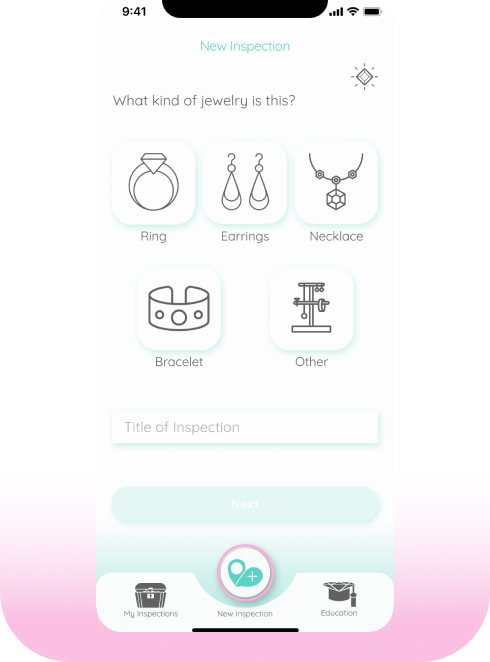 9:41
New Inspection
What kind of jewelry is this?
Ring
Earrings
Necklace
Bracelet
Other
Title of Inspection
Next
My Inspections
New Inspection
Education